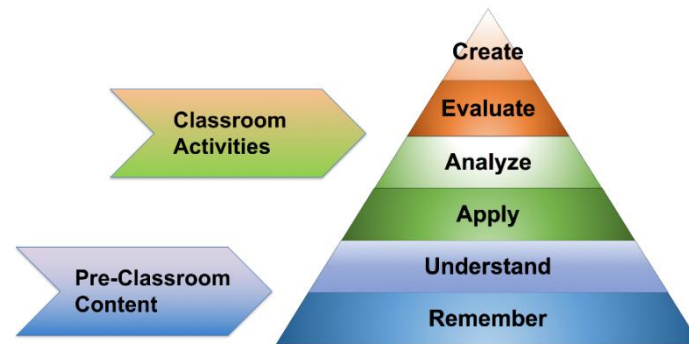 Create
Evaluate
Classroom
Activities
Analyze
Apply
Understand
Pre-Classroom
Content
Remember